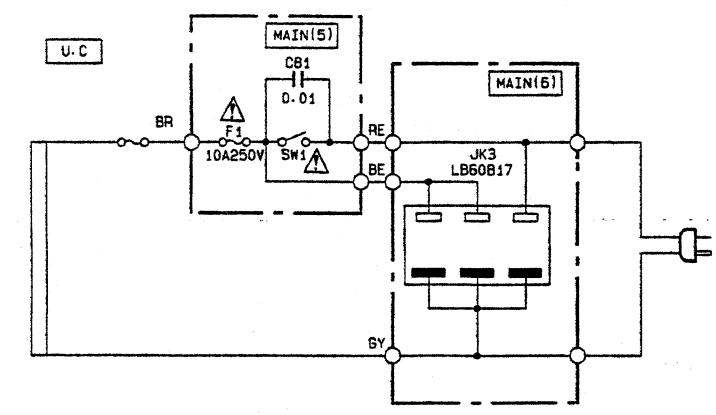 U.C
MAIN(5)
CB1
0.01
MAIN(6)
BR
F1
10A250V
SW1
RE
BE
JK3
LB60817
GY